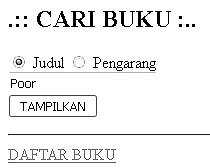 .:: CARI BUKU :..
Judul Pengarang
Poor
TAMPILKAN
DAFTAR BUKU